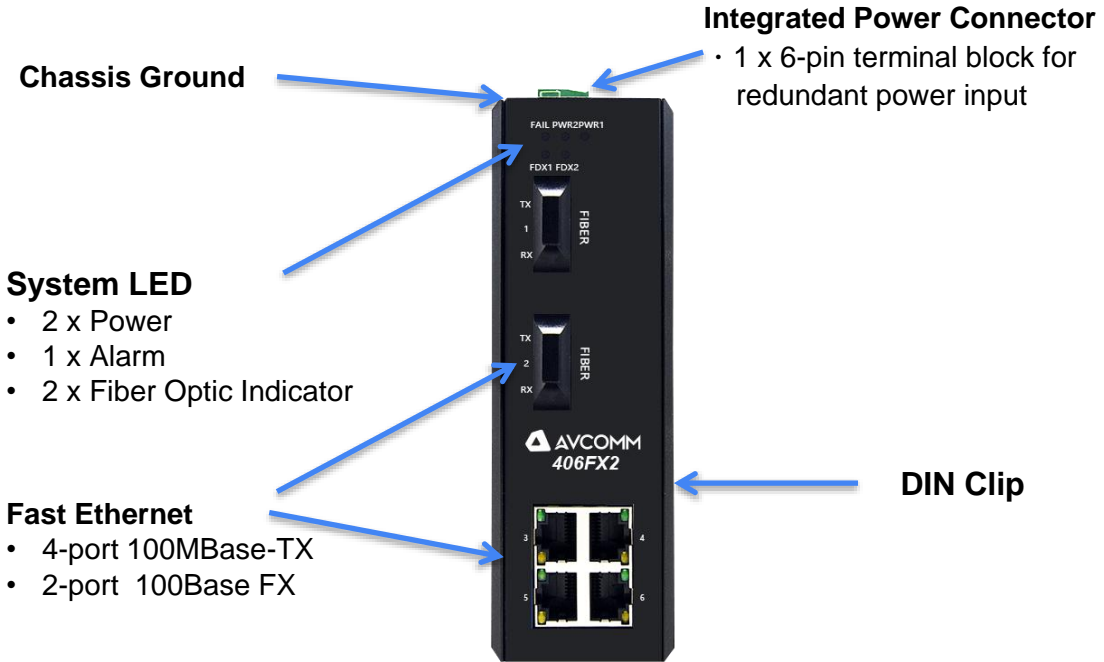 Integrated Power Connector
· 1 x 6-pin terminal block for
redundant power input
Chassis Ground
FAIL PWR2PWR1
FDX1 FDX2
TX
1
RX
FIBER
System LED
• 2 x Power
• 1 x Alarm
• 2 x Fiber Optic Indicator
TX
2
RX
FIBER
AVCOMM
406FX2
DIN Clip
Fast Ethernet
• 4-port 100MBase-TX
• 2-port 100Base FX
3
4
5
6